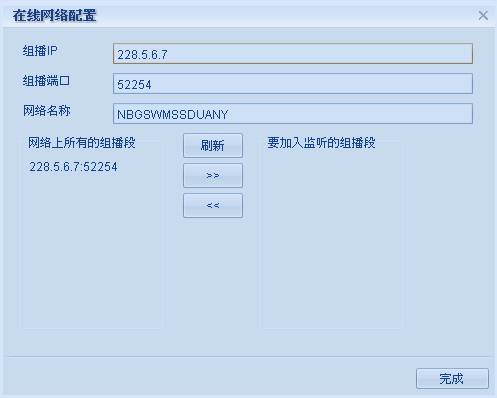 在线网络配置
组播IP
228.5.6.7
组播端口
52254
网络名称
NBGSWMSSDUANY
网络上所有的组播段
刷新
要加入监听的组播段
228.5.6.7:52254
>>
<<
完成